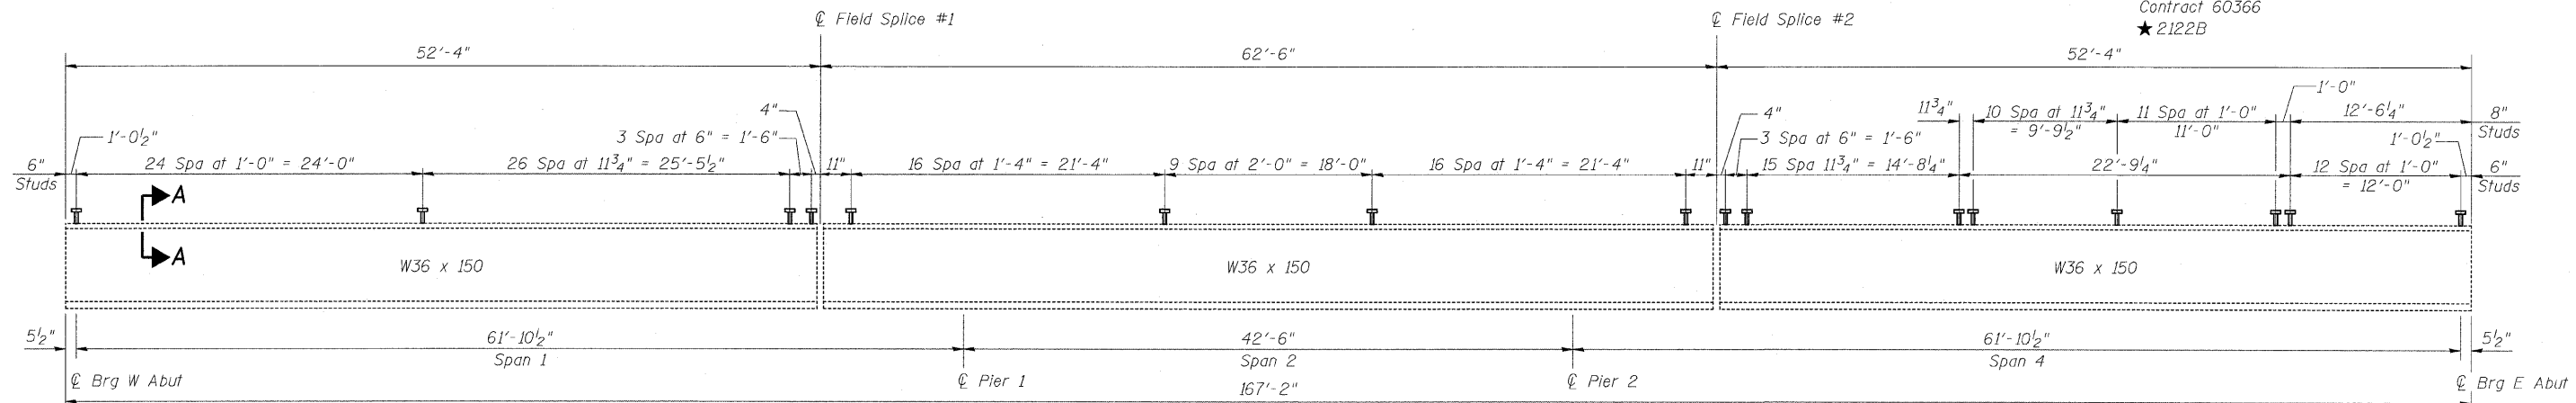 Contract 60366
★ 2122B
℄ Field Splice #1
℄ Field Splice #2
52'-4"
62'-6"
52'-4"
4"
1'-0½"
3 Spa at 6" = 1'-6"
6"
Studs
24 Spa at 1'-0" = 24'-0"
26 Spa at 11¾" = 25'-5½"
11"
16 Spa at 1'-4" = 21'-4"
9 Spa at 2'-0" = 18'-0"
16 Spa at 1'-4" = 21'-4"
11"
4"
3 Spa at 6" = 1'-6"
15 Spa 11¾" = 14'-8¼"
11¾"
10 Spa at 11¾"
= 9'-9½"
11 Spa at 1'-0"
11'-0"
1'-0"
12'-6¼"
8"
Studs
1'-0½"
22'-9¼"
12 Spa at 1'-0"
= 12'-0"
6"
Studs
A
A
W36 x 150
W36 x 150
W36 x 150
5½"
61'-10½"
Span 1
42'-6"
Span 2
61'-10½"
Span 4
5½"
℄ Brg W Abut
℄ Pier 1
℄ Pier 2
℄ Brg E Abut
167'-2"